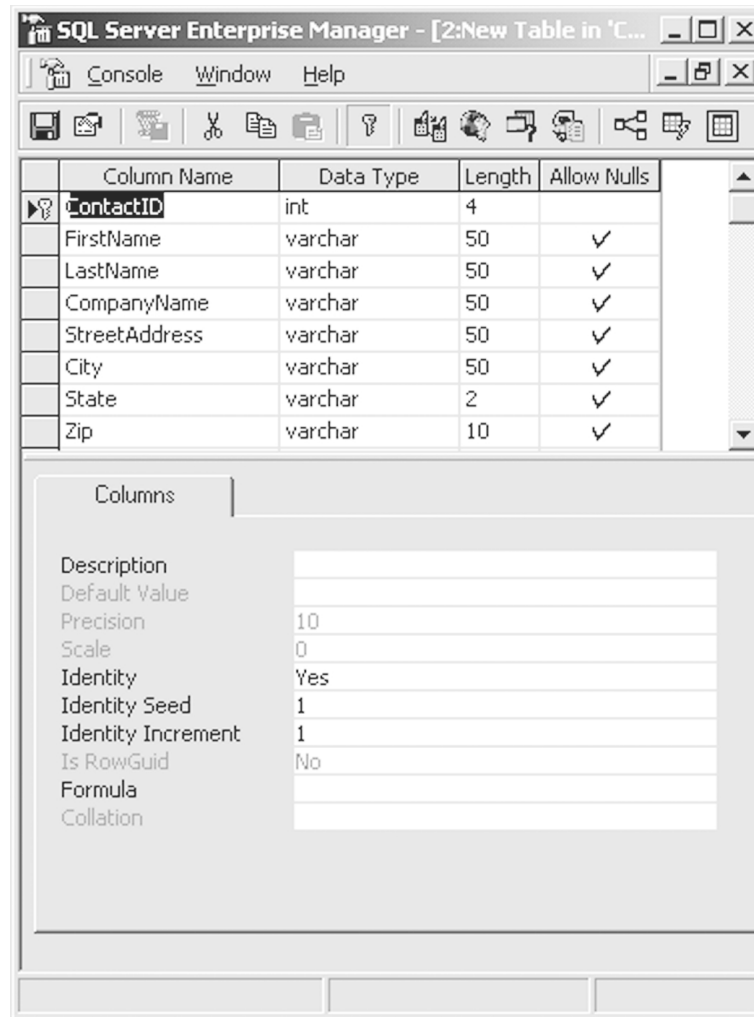 SQL Server Enterprise Manager - [2:New Table in 'C...
Console Window Help
Column Name Data Type Length Allow Nulls
ContactID int 4
FirstName varchar 50
LastName varchar 50
CompanyName varchar 50
StreetAddress varchar 50
City varchar 50
State varchar 2
Zip varchar 10
Columns
Description
Default Value
Precision 10
Scale 0
Identity Yes
Identity Seed 1
Identity Increment 1
Is RowGuid No
Formula
Collation